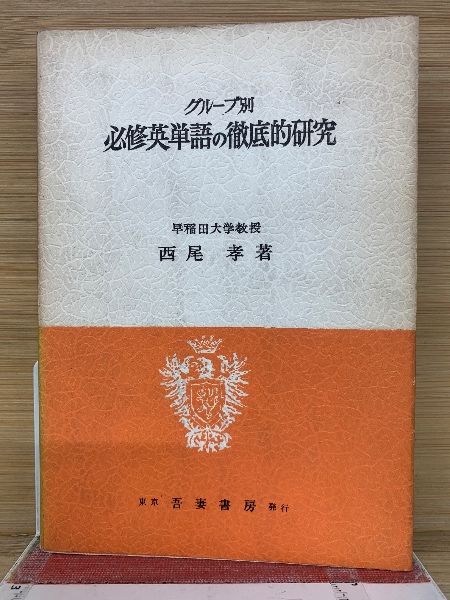 グループ別
必修英単語の徹底的研究
早稲田大学教授
西尾 孝 著
東京 吾妻書房 発行